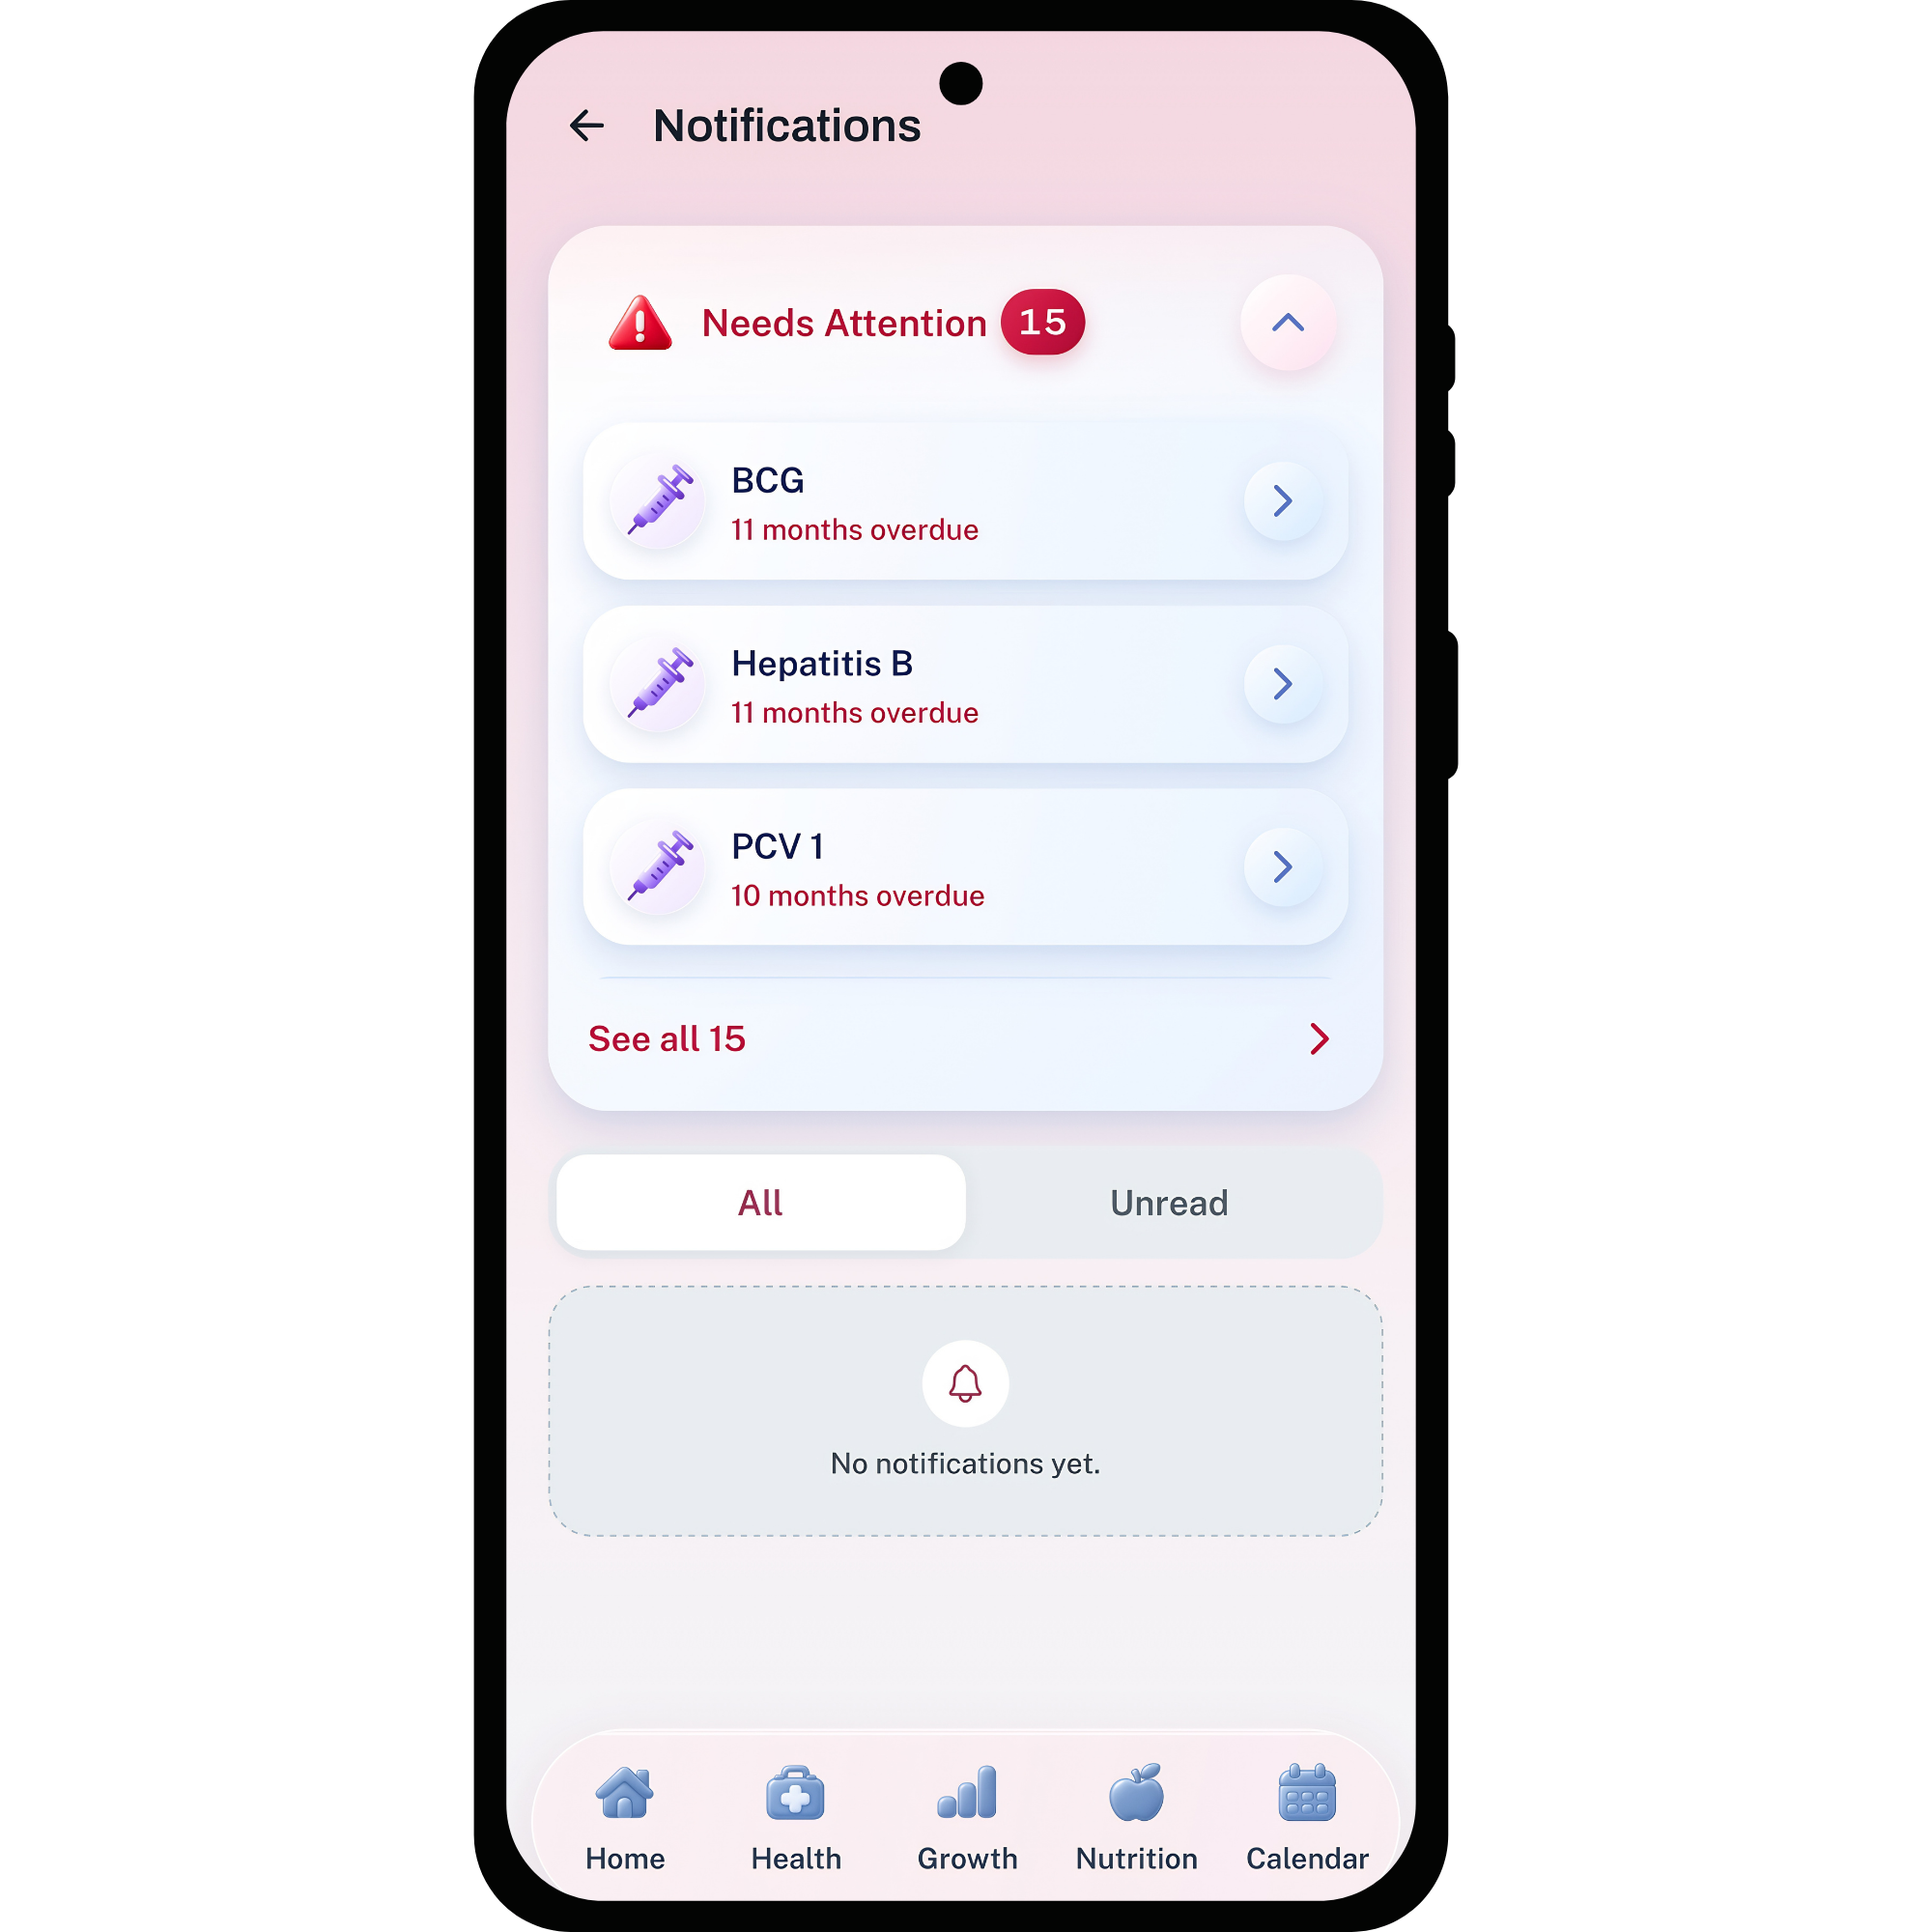 Notifications
Needs Attention 15
BCG
11 months overdue
Hepatitis B
11 months overdue
PCV 1
10 months overdue
See all 15
All Unread
No notifications yet.
Home Health Growth Nutrition Calendar